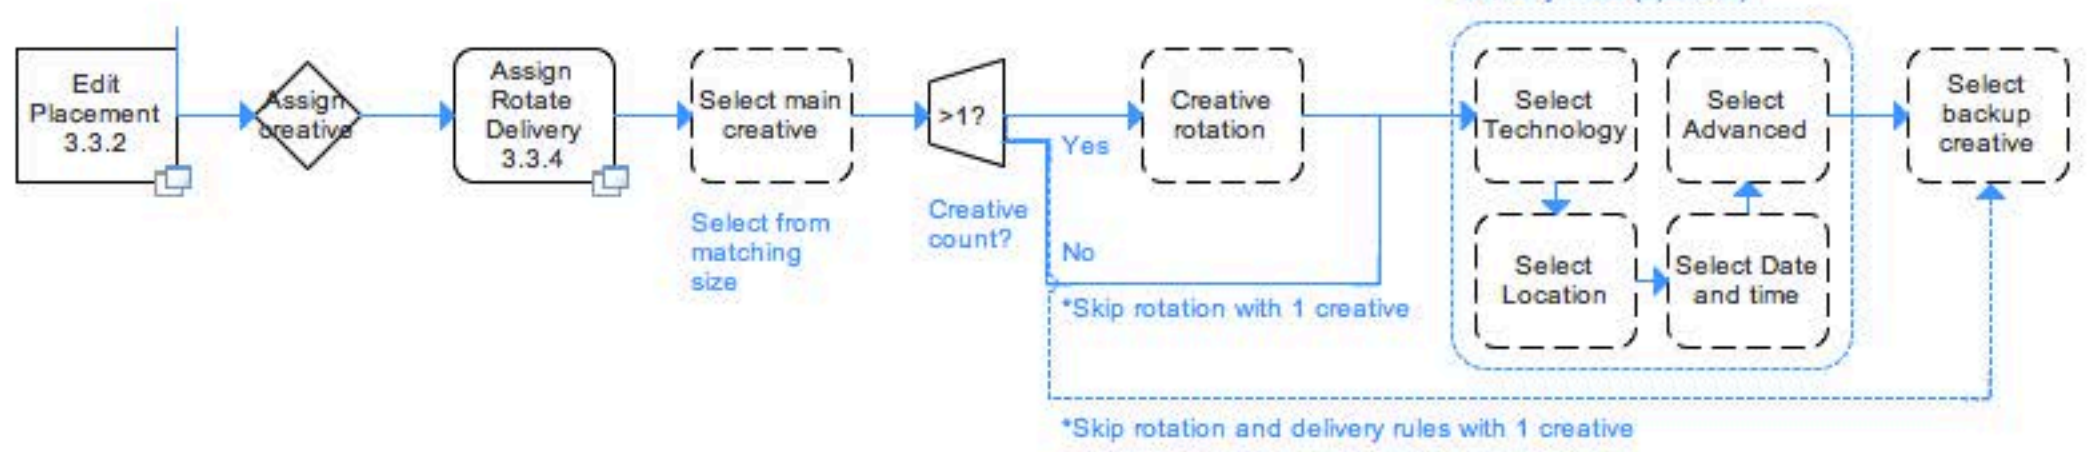 Edit
Placement
3.3.2
Assign
creative
Assign
Rotate
Delivery
3.3.4
Select main
creative
Select from
matching
size
>1?
Creative
count?
Yes
No
*Skip rotation with 1 creative
*Skip rotation and delivery rules with 1 creative
Creative
rotation
Select
Technology
Select
Location
Select Date
and time
Select
Advanced
Select
backup
creative